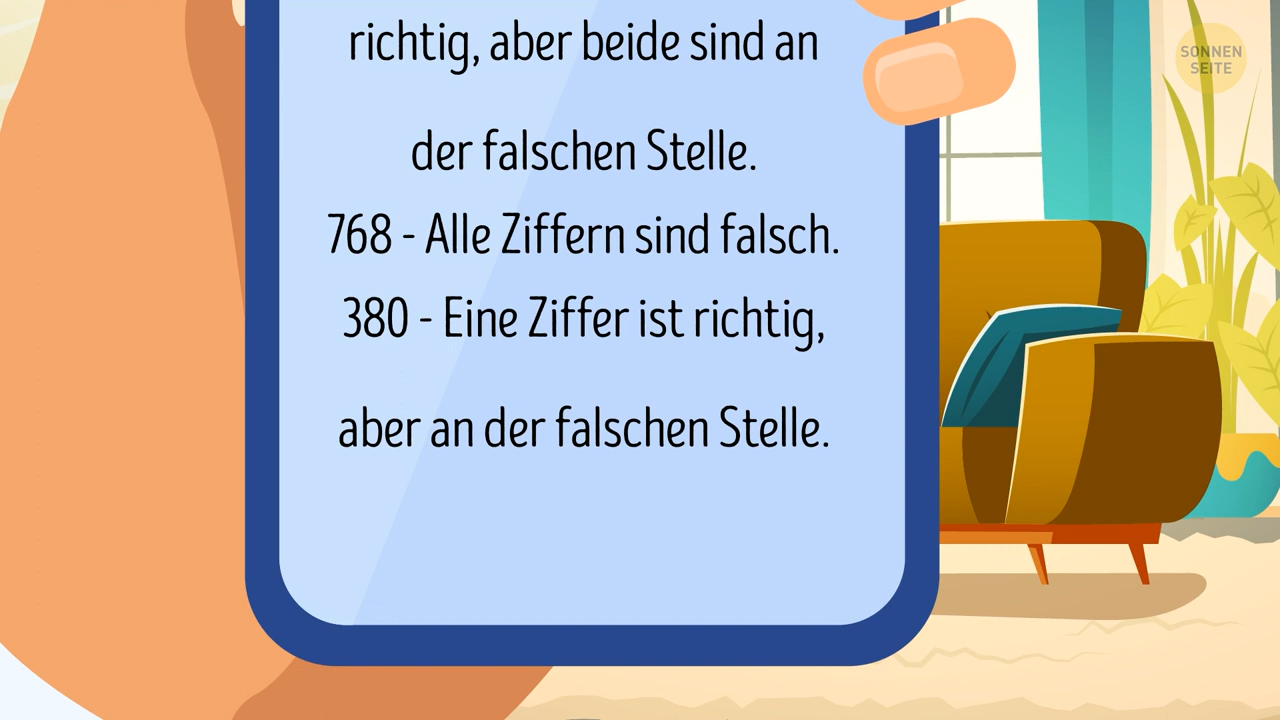 richtig, aber beide sind an
der falschen Stelle.
768 - Alle Ziffern sind falsch.
380 - Eine Ziffer ist richtig,
aber an der falschen Stelle.
SONNEN
SEITE